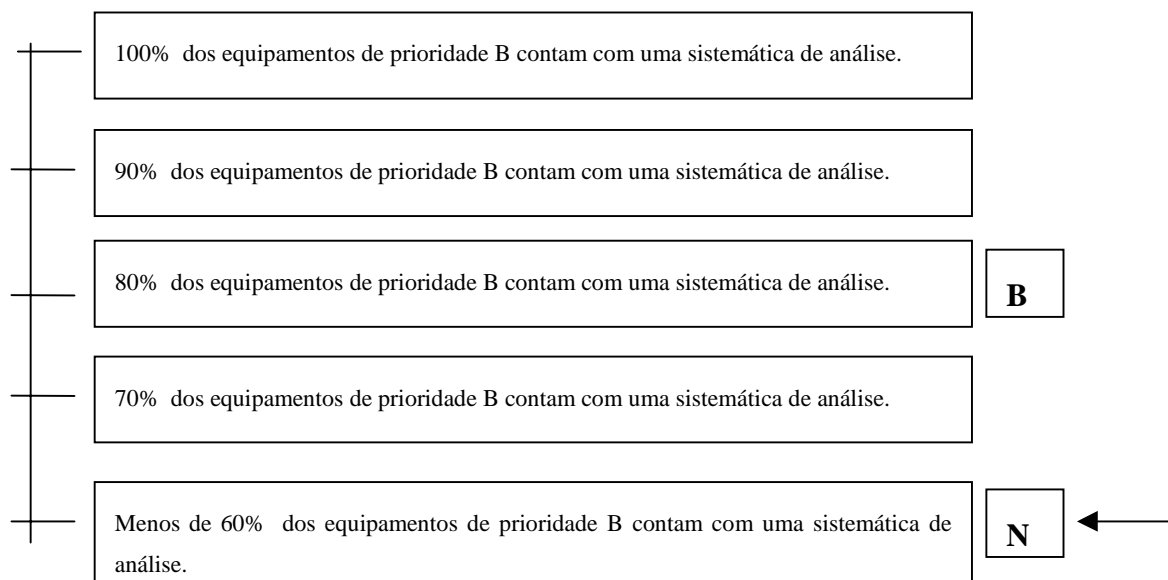 100% dos equipamentos de prioridade B contam com uma sistemática de análise.
90% dos equipamentos de prioridade B contam com uma sistemática de análise.
80% dos equipamentos de prioridade B contam com uma sistemática de análise.
B
70% dos equipamentos de prioridade B contam com uma sistemática de análise.
Menos de 60% dos equipamentos de prioridade B contam com uma sistemática de
análise.
N